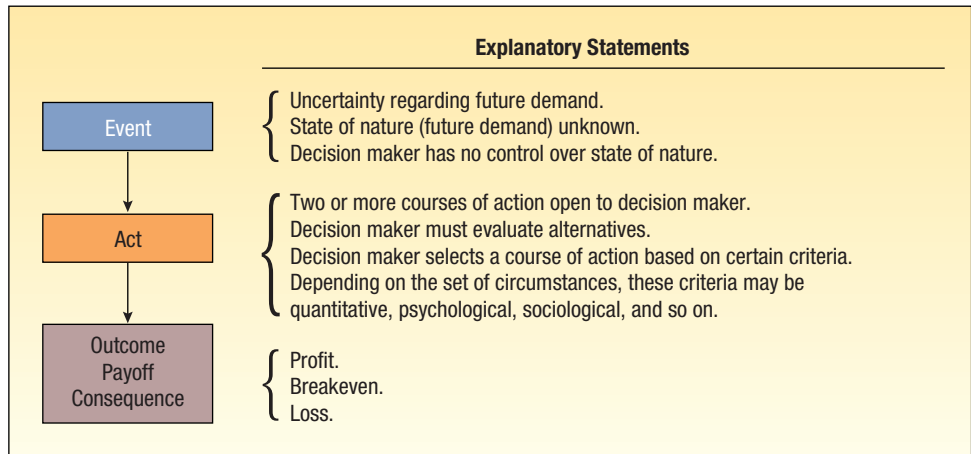 Explanatory Statements
Event
Uncertainty regarding future demand.
State of nature (future demand) unknown.
Decision maker has no control over state of nature.
Act
Two or more courses of action open to decision maker.
Decision maker must evaluate alternatives.
Decision maker selects a course of action based on certain criteria.
Depending on the set of circumstances, these criteria may be
quantitative, psychological, sociological, and so on.
Outcome
Payoff
Consequence
Profit.
Breakeven.
Loss.